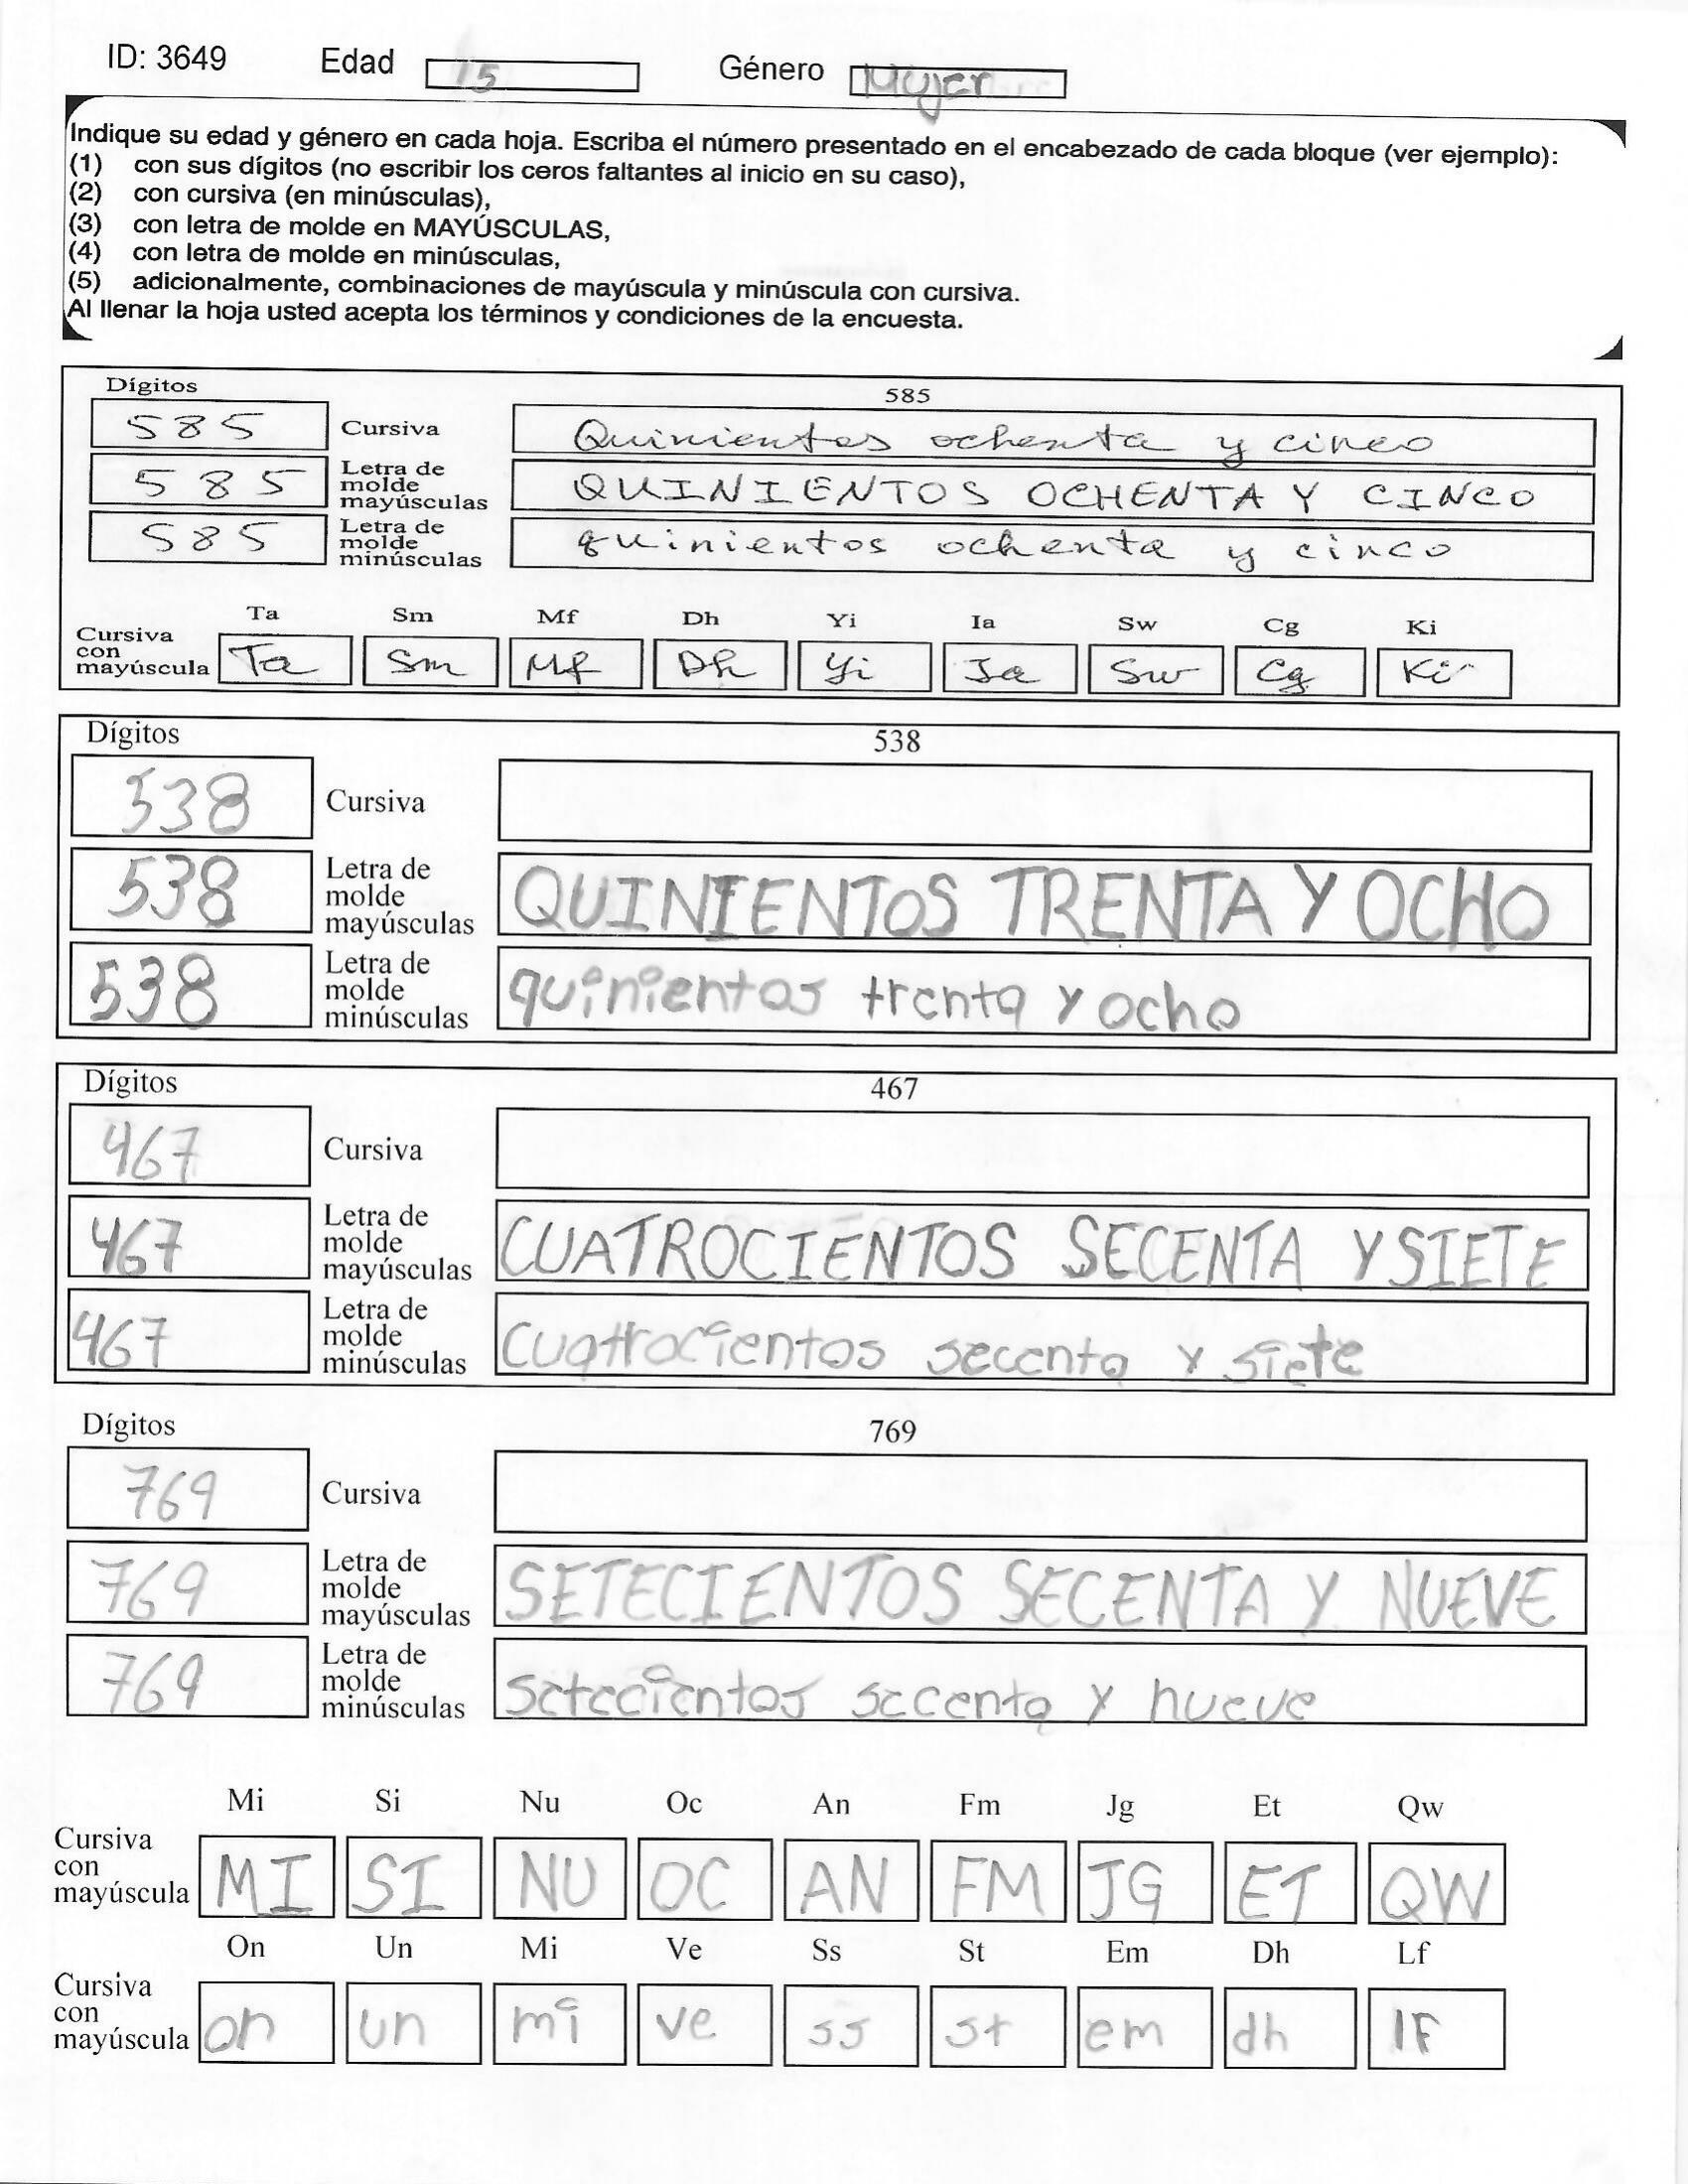 ID: 3649 Edad 15 Género Mujer
Indique su edad y género en cada hoja. Escriba el número presentado en el encabezado de cada bloque (ver ejemplo):
(1) con sus dígitos (no escribir los ceros faltantes al inicio en su caso),
(2) con cursiva (en minúsculas),
(3) con letra de molde en MAYÚSCULAS,
(4) con letra de molde en minúsculas,
(5) adicionalmente, combinaciones de mayúscula y minúscula con cursiva.
Al llenar la hoja usted acepta los términos y condiciones de la encuesta.
Dígitos 585
585 Cursiva Quinientos ochenta y cinco
585 Letra de molde mayúsculas QUINIENTOS OCHENTA Y CINCO
585 Letra de molde minúsculas quinientos ochenta y cinco
Ta Sm Mf Dh Yi Ia Sw Cg Ki
Cursiva con mayúscula Ta Sm Mf Dh Yi Ia Sw Cg Ki
Dígitos 538
538 Cursiva
538 Letra de molde mayúsculas QUINIENTOS TRENTA Y OCHO
538 Letra de molde minúsculas quinientos trenta y ocho
Dígitos 467
467 Cursiva
467 Letra de molde mayúsculas CUATROCIENTOS SECENTA Y SIETE
467 Letra de molde minúsculas Cuatrocientos secenta y siete
Dígitos 769
769 Cursiva
769 Letra de molde mayúsculas SETECIENTOS SECENTA Y NUEVE
769 Letra de molde minúsculas setecientos secenta y nueve
Mi Si Nu Oc An Fm Jg Et Qw
Cursiva con mayúscula MI SI NU OC AN FM JG ET QW
On Un Mi Ve Ss St Em Dh Lf
Cursiva con mayúscula on un mi ve ss st em dh lF